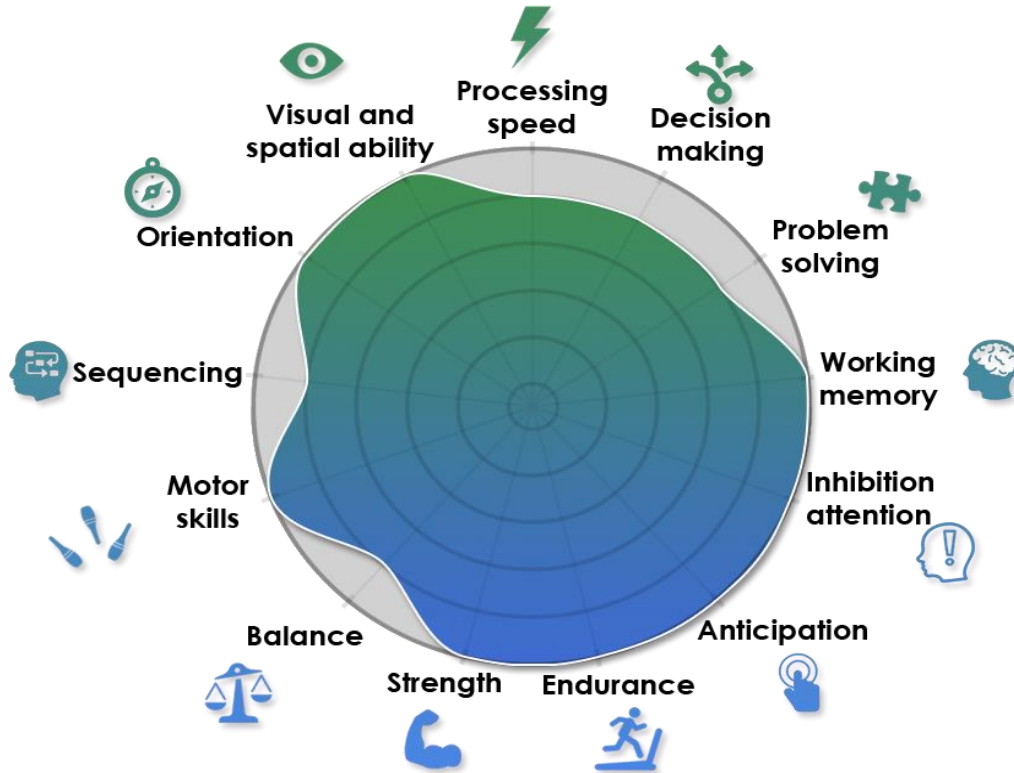 Processing
speed
Decision
making
Problem
solving
Working
memory
Inhibition
attention
Anticipation
Endurance
Strength
Balance
Motor
skills
Sequencing
Orientation
Visual and
spatial ability